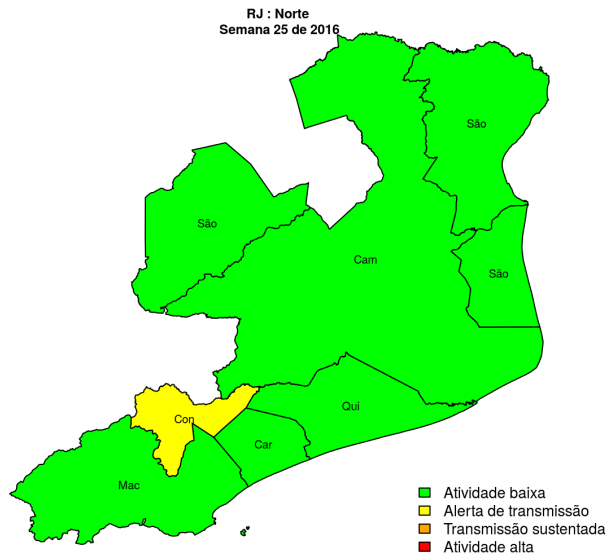 RJ : Norte
Semana 25 de 2016
São
São
Cam
São
Con
Qui
Car
Mac
Atividade baixa
Alerta de transmissão
Transmissão sustentada
Atividade alta